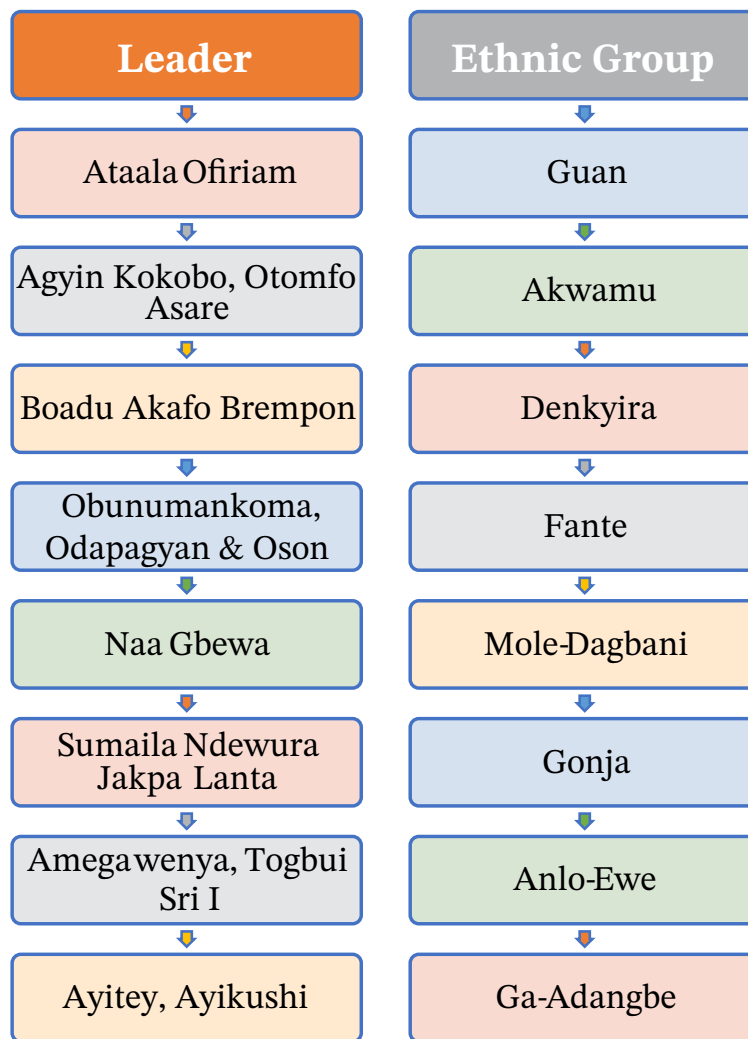 Leader
Ataala Ofiriam
Agyin Kokobo, Otomfo
Asare
Boadu Akafo Brempon
Obunumankoma,
Odapagyan & Oson
Naa Gbewa
Sumaila Ndewura
Jakpa Lanta
Amegawenya, Togbui
Sri I
Ayitey, Ayikushi
Ethnic Group
Guan
Akwamu
Denkyira
Fante
Mole-Dagbani
Gonja
Anlo-Ewe
Ga-Adangbe